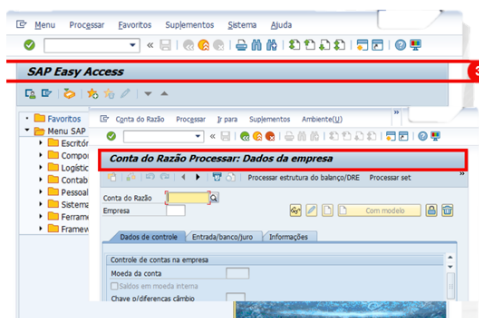 Menu Processar Favoritos Suplementos Sistema Ajuda
SAP Easy Access
3
Favoritos
Menu SAP
Escritór
Compo
Logístic
Contab
Pessoal
Sistema
Ferrame
Framew
Conta do Razão Processar Ir para Suplementos Ambiente(U)
Conta do Razão Processar: Dados da empresa
Processar estrutura do balanço/DRE Processar set
Conta do Razão
Empresa
Com modelo
Dados de controle Entrada/banco/juro Informações
Controle de contas na empresa
Moeda da conta
Saldos em moeda interna
Chave p/diferenças câmbio